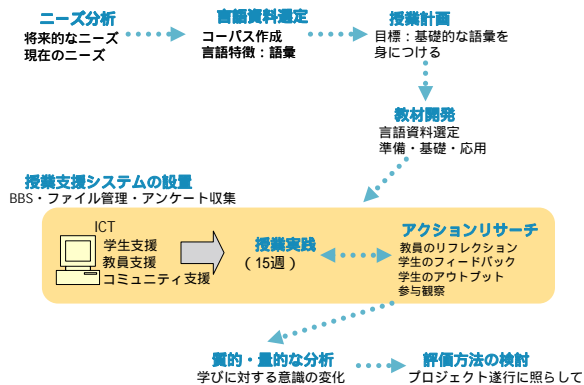 ニーズ分析
将来的なニーズ
現在のニーズ
言語資料選定
コーパス作成
言語特徴：語彙
授業計画
目標：基礎的な語彙を
身につける
教材開発
言語資料選定
準備・基礎・応用
授業支援システムの設置
BBS・ファイル管理・アンケート収集
ICT
学生支援
教員支援
コミュニティ支援
授業実践
（15週）
アクションリサーチ
教員のリフレクション
学生のフィードバック
学生のアウトプット
参与観察
質的・量的な分析
学びに対する意識の変化
評価方法の検討
プロジェクト遂行に照らして